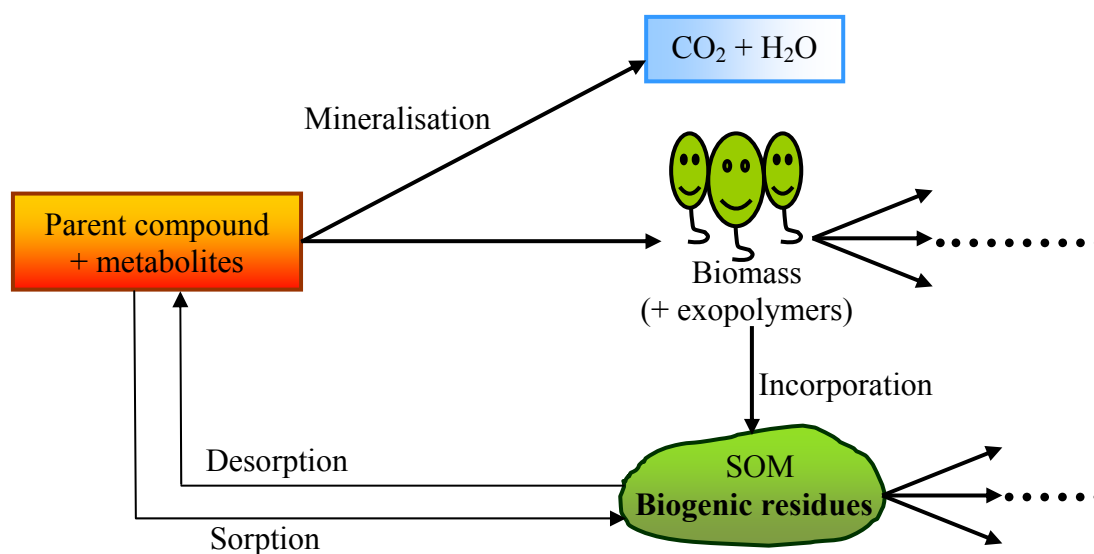 CO₂ + H₂O
Mineralisation
Parent compound
+ metabolites
Biomass
(+ exopolymers)
Incorporation
Desorption
SOM
Biogenic residues
Sorption